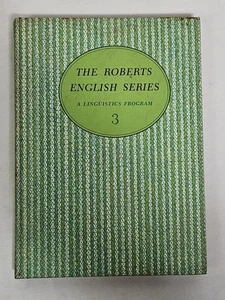 THE ROBERTS
ENGLISH SERIES
A LINGUISTICS PROGRAM
3